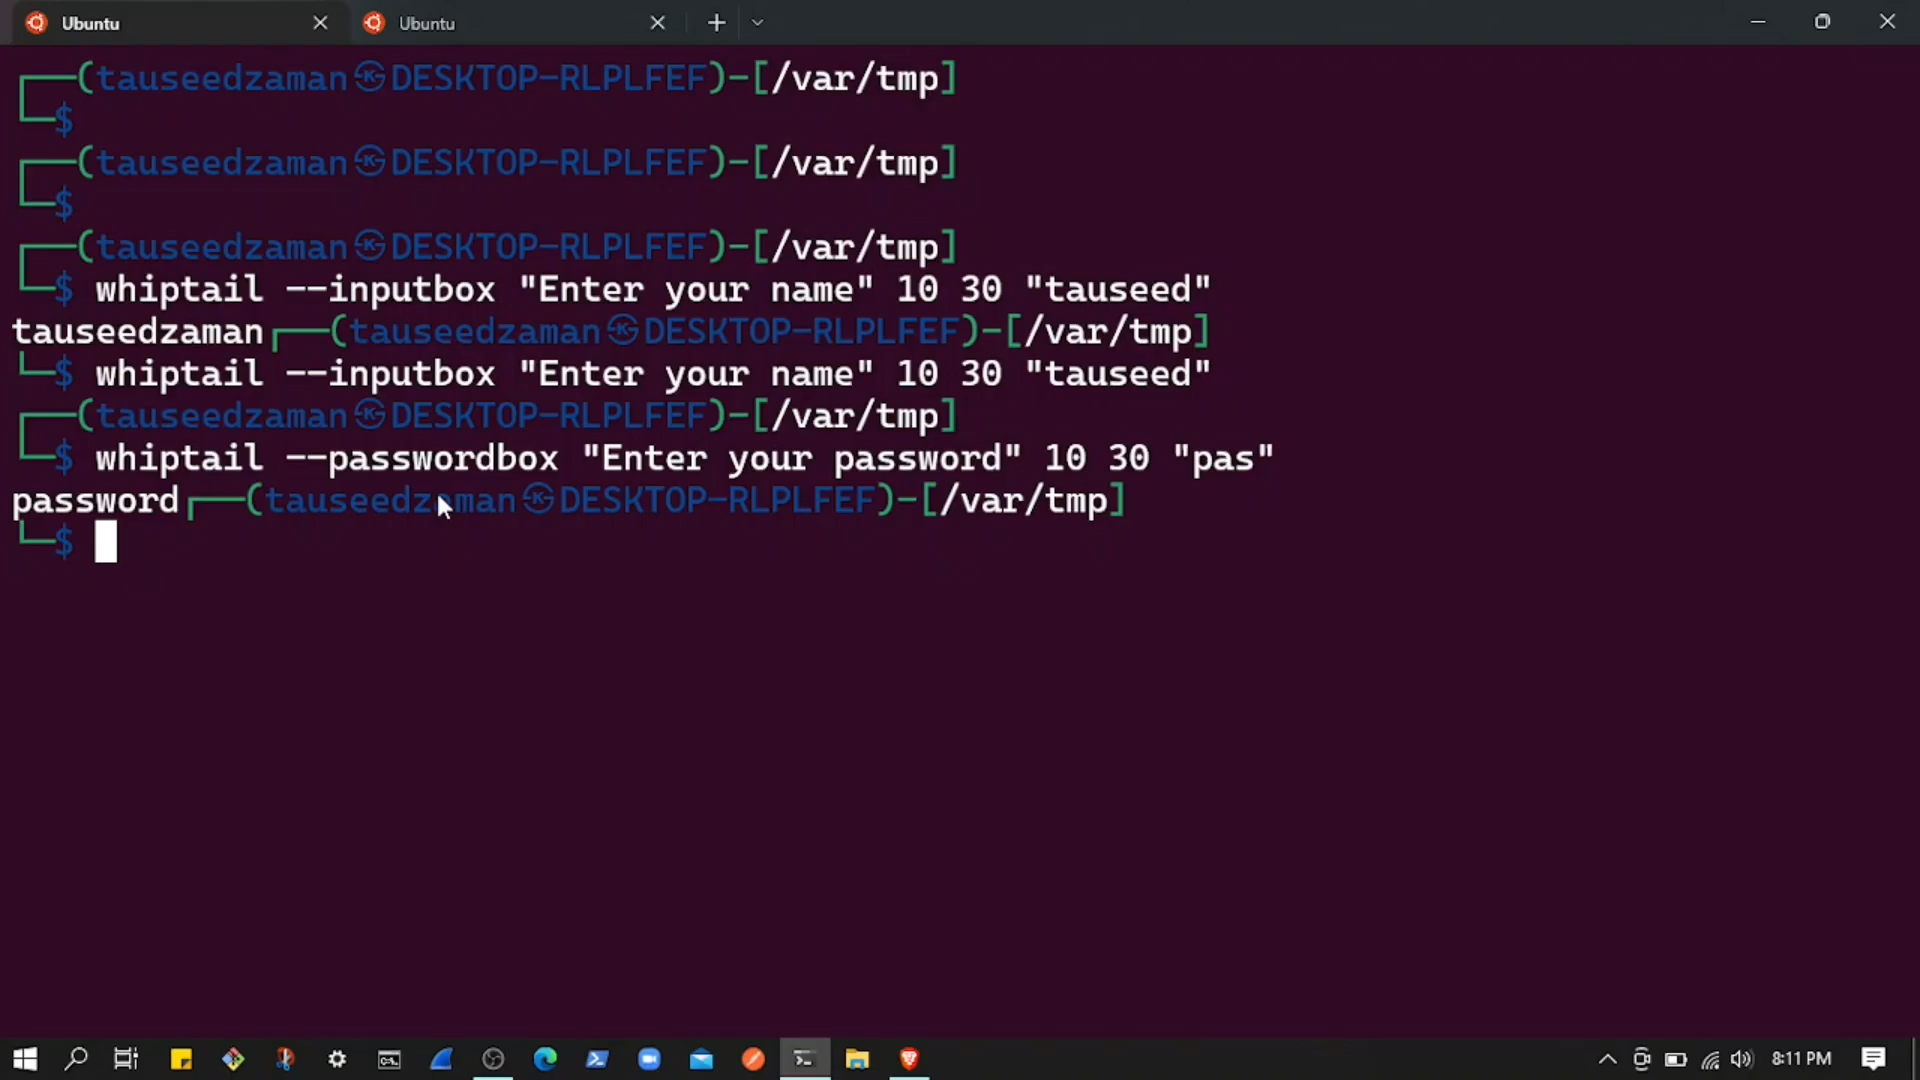 Ubuntu
Ubuntu
┌──(tauseedzaman㉿DESKTOP-RLPLFEF)-[/var/tmp]
└─$
┌──(tauseedzaman㉿DESKTOP-RLPLFEF)-[/var/tmp]
└─$
┌──(tauseedzaman㉿DESKTOP-RLPLFEF)-[/var/tmp]
└─$ whiptail --inputbox "Enter your name" 10 30 "tauseed"
tauseedzaman┌──(tauseedzaman㉿DESKTOP-RLPLFEF)-[/var/tmp]
└─$ whiptail --inputbox "Enter your name" 10 30 "tauseed"
┌──(tauseedzaman㉿DESKTOP-RLPLFEF)-[/var/tmp]
└─$ whiptail --passwordbox "Enter your password" 10 30 "pas"
password┌──(tauseedzaman㉿DESKTOP-RLPLFEF)-[/var/tmp]
└─$
8:11 PM